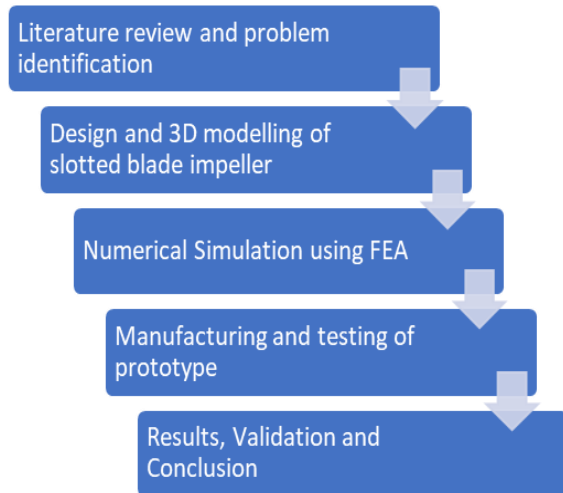 Literature review and problem
identification
Design and 3D modelling of
slotted blade impeller
Numerical Simulation using FEA
Manufacturing and testing of
prototype
Results, Validation and
Conclusion